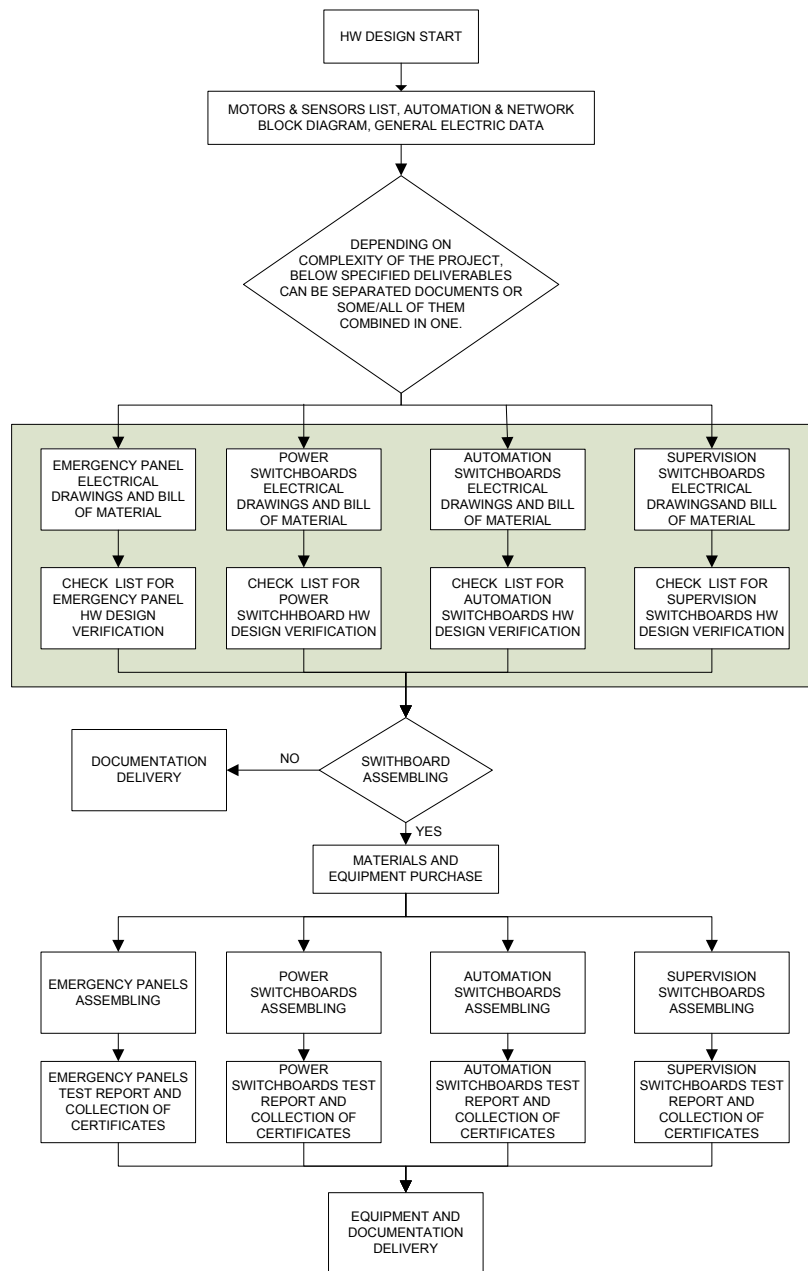 HW DESIGN START
MOTORS & SENSORS LIST, AUTOMATION & NETWORK
BLOCK DIAGRAM, GENERAL ELECTRIC DATA
DEPENDING ON
COMPLEXITY OF THE PROJECT,
BELOW SPECIFIED DELIVERABLES
CAN BE SEPARATED DOCUMENTS OR
SOME/ALL OF THEM
COMBINED IN ONE.
EMERGENCY PANEL
ELECTRICAL
DRAWINGS AND BILL
OF MATERIAL
POWER
SWITCHBOARDS
ELECTRICAL
DRAWINGS AND BILL
OF MATERIAL
AUTOMATION
SWITCHBOARDS
ELECTRICAL
DRAWINGS AND BILL
OF MATERIAL
SUPERVISION
SWITCHBOARDS
ELECTRICAL
DRAWINGSAND BILL
OF MATERIAL
CHECK LIST FOR
EMERGENCY PANEL
HW DESIGN
VERIFICATION
CHECK LIST FOR
POWER
SWITCHHBOARD HW
DESIGN VERIFICATION
CHECK LIST FOR
AUTOMATION
SWITCHBOARDS HW
DESIGN VERIFICATION
CHECK LIST FOR
SUPERVISION
SWITCHBOARDS HW
DESIGN VERIFICATION
DOCUMENTATION
DELIVERY
NO
SWITHBOARD
ASSEMBLING
YES
MATERIALS AND
EQUIPMENT PURCHASE
EMERGENCY PANELS
ASSEMBLING
POWER
SWITCHBOARDS
ASSEMBLING
AUTOMATION
SWITCHBOARDS
ASSEMBLING
SUPERVISION
SWITCHBOARDS
ASSEMBLING
EMERGENCY PANELS
TEST REPORT AND
COLLECTION OF
CERTIFICATES
POWER
SWITCHBOARDS TEST
REPORT AND
COLLECTION OF
CERTIFICATES
AUTOMATION
SWITCHBOARDS TEST
REPORT AND
COLLECTION OF
CERTIFICATES
SUPERVISION
SWITCHBOARDS TEST
REPORT AND
COLLECTION OF
CERTIFICATES
EQUIPMENT AND
DOCUMENTATION
DELIVERY